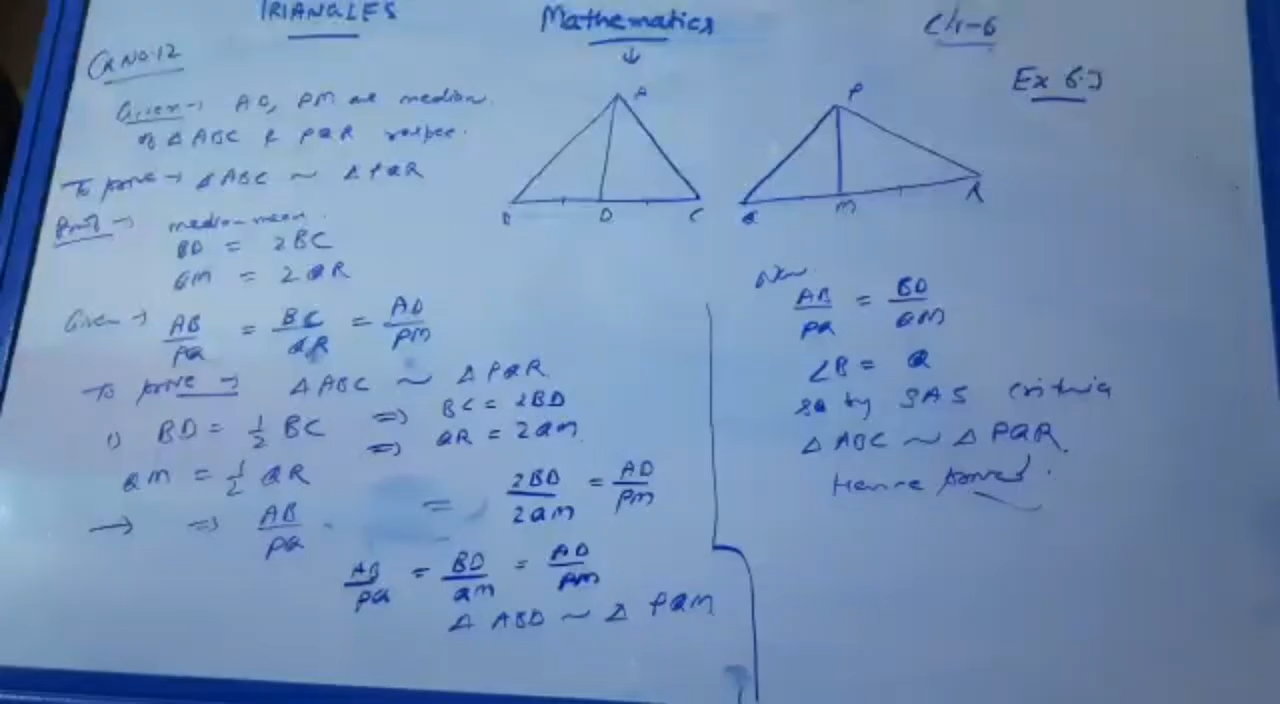 TRIANGLES
Mathematics
Ch-6
Ex 6.3
Q NO.12
Given → AD, PM are median
of Δ ABC & PQR respec.
To prove → Δ ABC ~ Δ PQR
Proof → median mean
BD = 2BC
QM = 2QR
Given → AB/PQ = BC/QR = AD/PM
To prove → Δ ABC ~ Δ PQR
1) BD = 1/2 BC ⇒ BC = 2BD
QM = 1/2 QR ⇒ QR = 2QM
→ ⇒ AB/PQ = 2BD/2QM = AD/PM
AB/PQ = BD/QM = AD/PM
Δ ABD ~ Δ PQM
A
B
D
C
P
Q
M
R
Now
AB/PQ = BD/QM
∠B = Q
so by SAS criteria
Δ ABC ~ Δ PQR.
Hence proved.